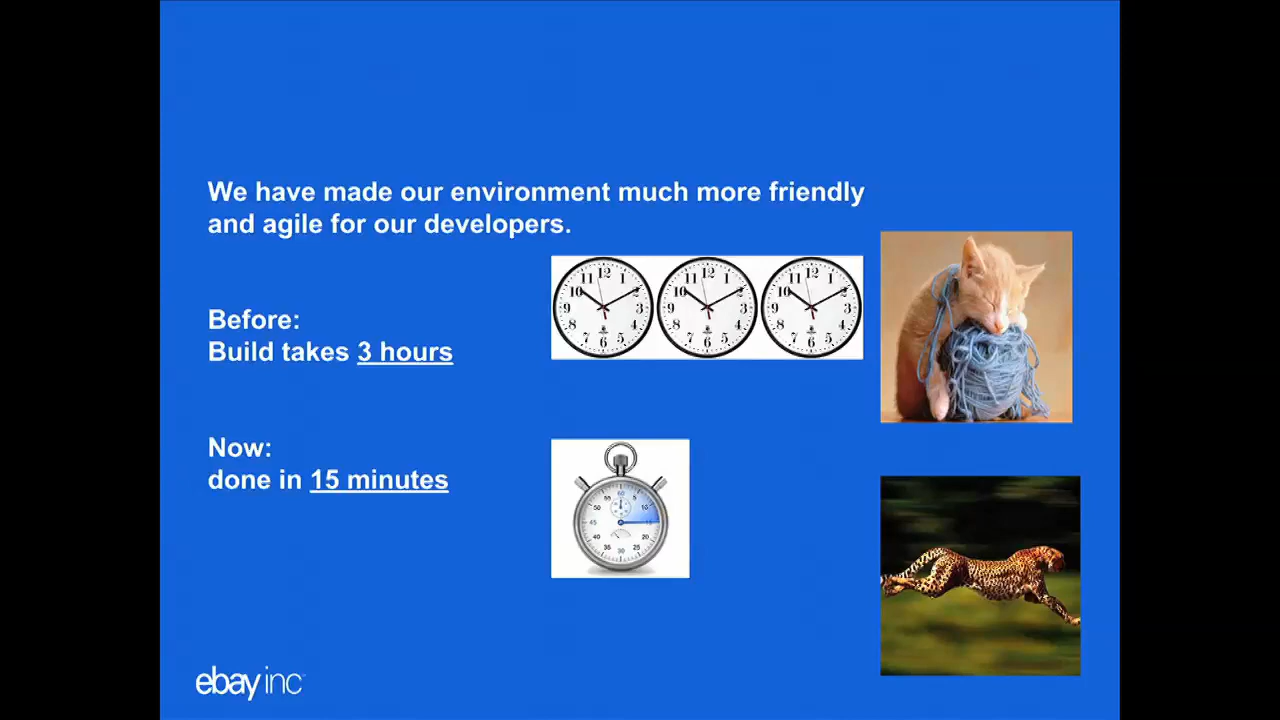 We have made our environment much more friendly
and agile for our developers.
Before:
Build takes 3 hours
Now:
done in 15 minutes
ebay inc